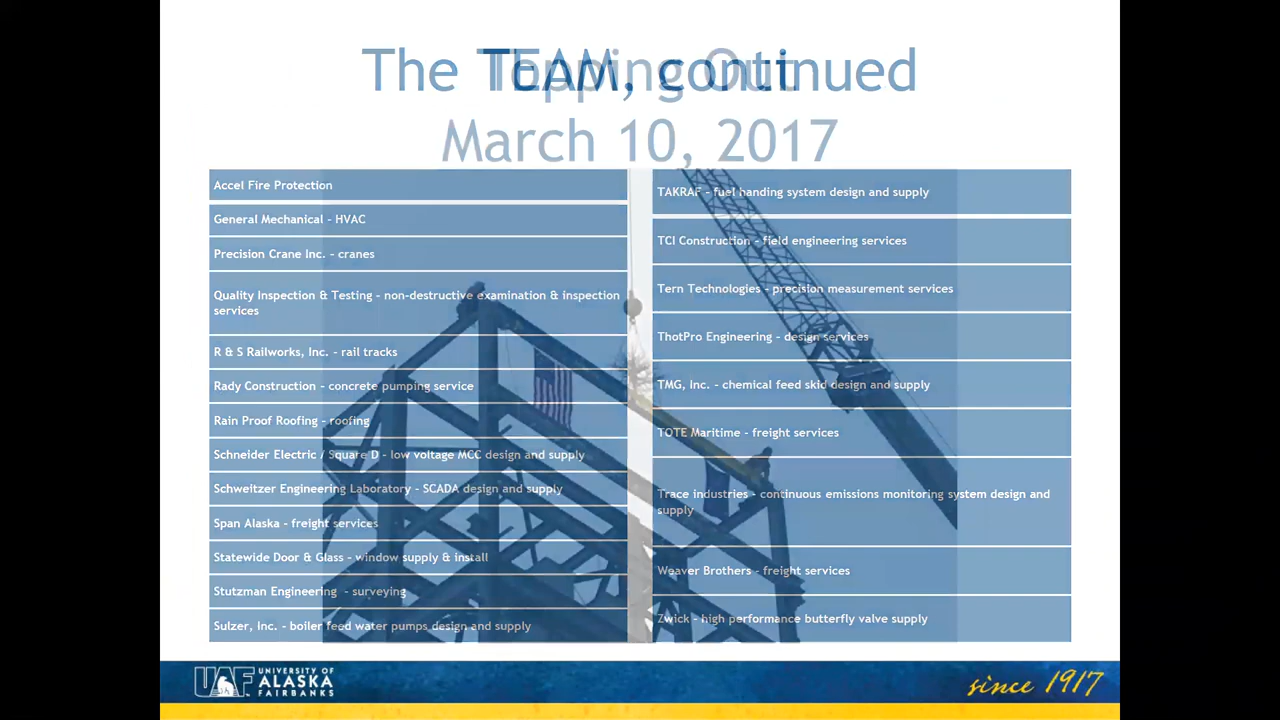 The TEAM, continued
Topping Out
March 10, 2017
Accel Fire Protection
General Mechanical - HVAC
Precision Crane Inc. - cranes
Quality Inspection & Testing - non-destructive examination & inspection
services
R & S Railworks, Inc. - rail tracks
Rady Construction - concrete pumping service
Rain Proof Roofing - roofing
Schneider Electric / Square D - low voltage MCC design and supply
Schweitzer Engineering Laboratory - SCADA design and supply
Span Alaska - freight services
Statewide Door & Glass - window supply & install
Stutzman Engineering - surveying
Sulzer, Inc. - boiler feed water pumps design and supply
TAKRAF - fuel handing system design and supply
TCI Construction - field engineering services
Tern Technologies - precision measurement services
ThotPro Engineering - design services
TMG, Inc. - chemical feed skid design and supply
TOTE Maritime - freight services
Trace industries - continuous emissions monitoring system design and
supply
Weaver Brothers - freight services
Zwick - high performance butterfly valve supply
UAF
UNIVERSITY OF
ALASKA
FAIRBANKS
since 1917